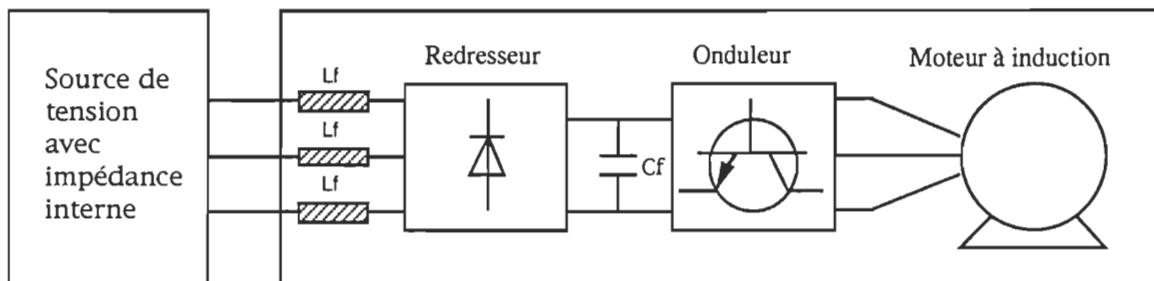 Source de
tension
avec
impédance
interne
Lf
Lf
Lf
Redresseur
Cf
Onduleur
Moteur à induction